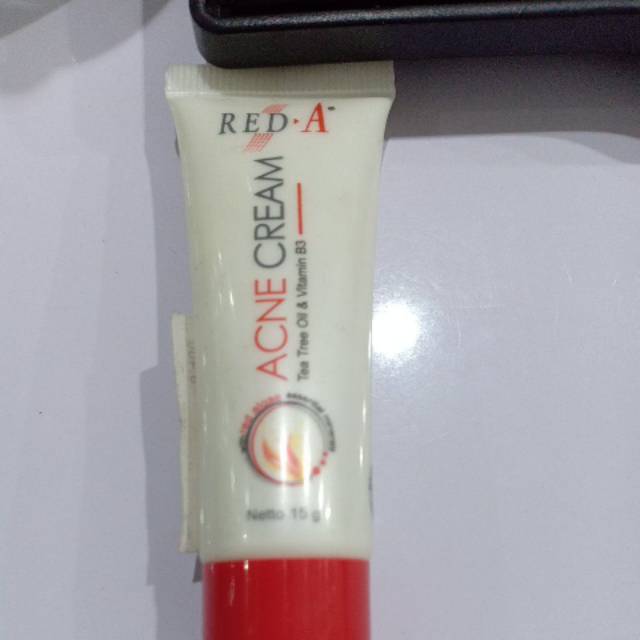 RED·A
ACNE CREAM
Tea Tree Oil & Vitamin B3
Netto 15 g